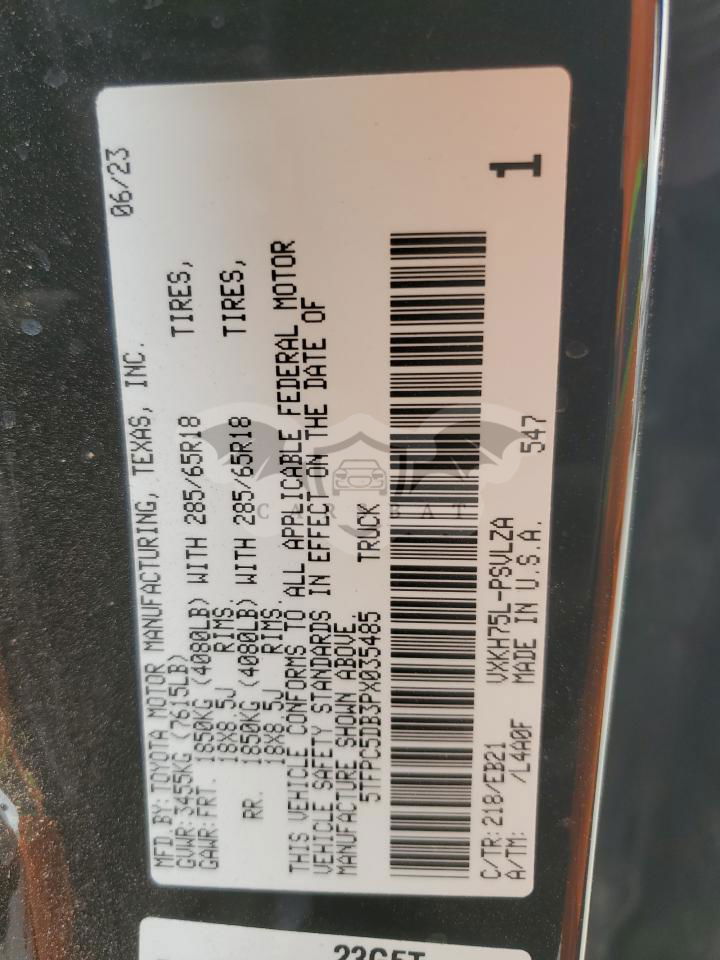 MFD.BY:TOYOTA MOTOR MANUFACTURING, TEXAS, INC. 06/23
GVWR:3455KG (7615LB)
GAWR:FRT. 1850KG (4080LB) WITH 285/65R18 TIRES,
18X8.5J RIMS.
RR. 1850KG (4080LB) WITH 285/65R18 TIRES,
18X8.5J RIMS.
THIS VEHICLE CONFORMS TO ALL APPLICABLE FEDERAL MOTOR
VEHICLE SAFETY STANDARDS IN EFFECT ON THE DATE OF
MANUFACTURE SHOWN ABOVE.
5TFPC5DB3PX035485 TRUCK
1
C/TR:218/EB21 VXKH75L-PSVLZA
A/TM: /L4A0F MADE IN U.S.A. 547
CAR BAT
23G5T